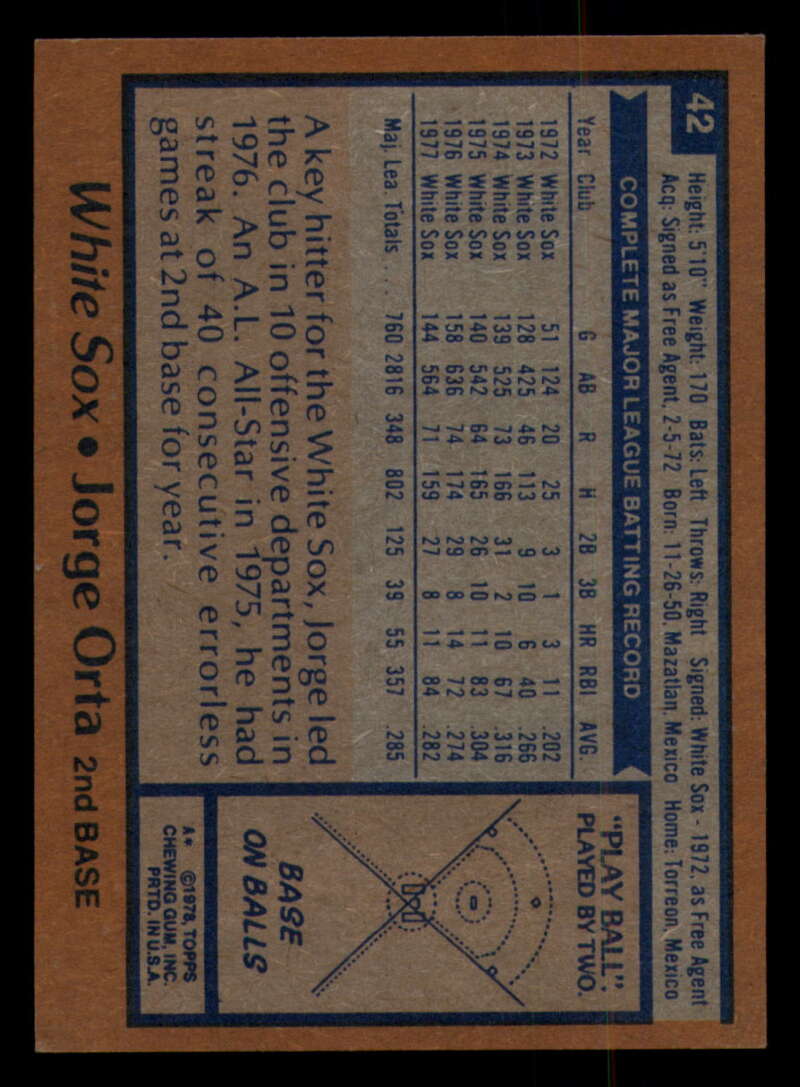 42
Height: 5'10" Weight: 170 Bats: Left Throws: Right Signed: White Sox - 1972, as Free Agent
Acq: Signed as Free Agent, 2-5-72 Born: 11-26-50, Mazatlan, Mexico Home: Torreon, Mexico
COMPLETE MAJOR LEAGUE BATTING RECORD
Year Club G AB R H 2B 3B HR RBI AVG.
1972 White Sox 51 124 20 25 3 1 3 11 .202
1973 White Sox 128 425 46 113 9 10 6 40 .266
1974 White Sox 139 525 73 166 31 2 10 67 .316
1975 White Sox 140 542 64 165 26 10 11 83 .304
1976 White Sox 158 636 74 174 29 8 14 72 .274
1977 White Sox 144 564 71 159 27 8 11 84 .282
Maj. Lea. Totals . . . 760 2816 348 802 125 39 55 357 .285
A key hitter for the White Sox, Jorge led
the club in 10 offensive departments in
1976. An A.L. All-Star in 1975, he had
streak of 40 consecutive errorless
games at 2nd base for year.
"PLAY BALL"
PLAYED BY TWO.
BASE
ON BALLS
A* ©1978, TOPPS
CHEWING GUM, INC.
PRTD. IN U.S.A.
White Sox • Jorge Orta 2nd BASE